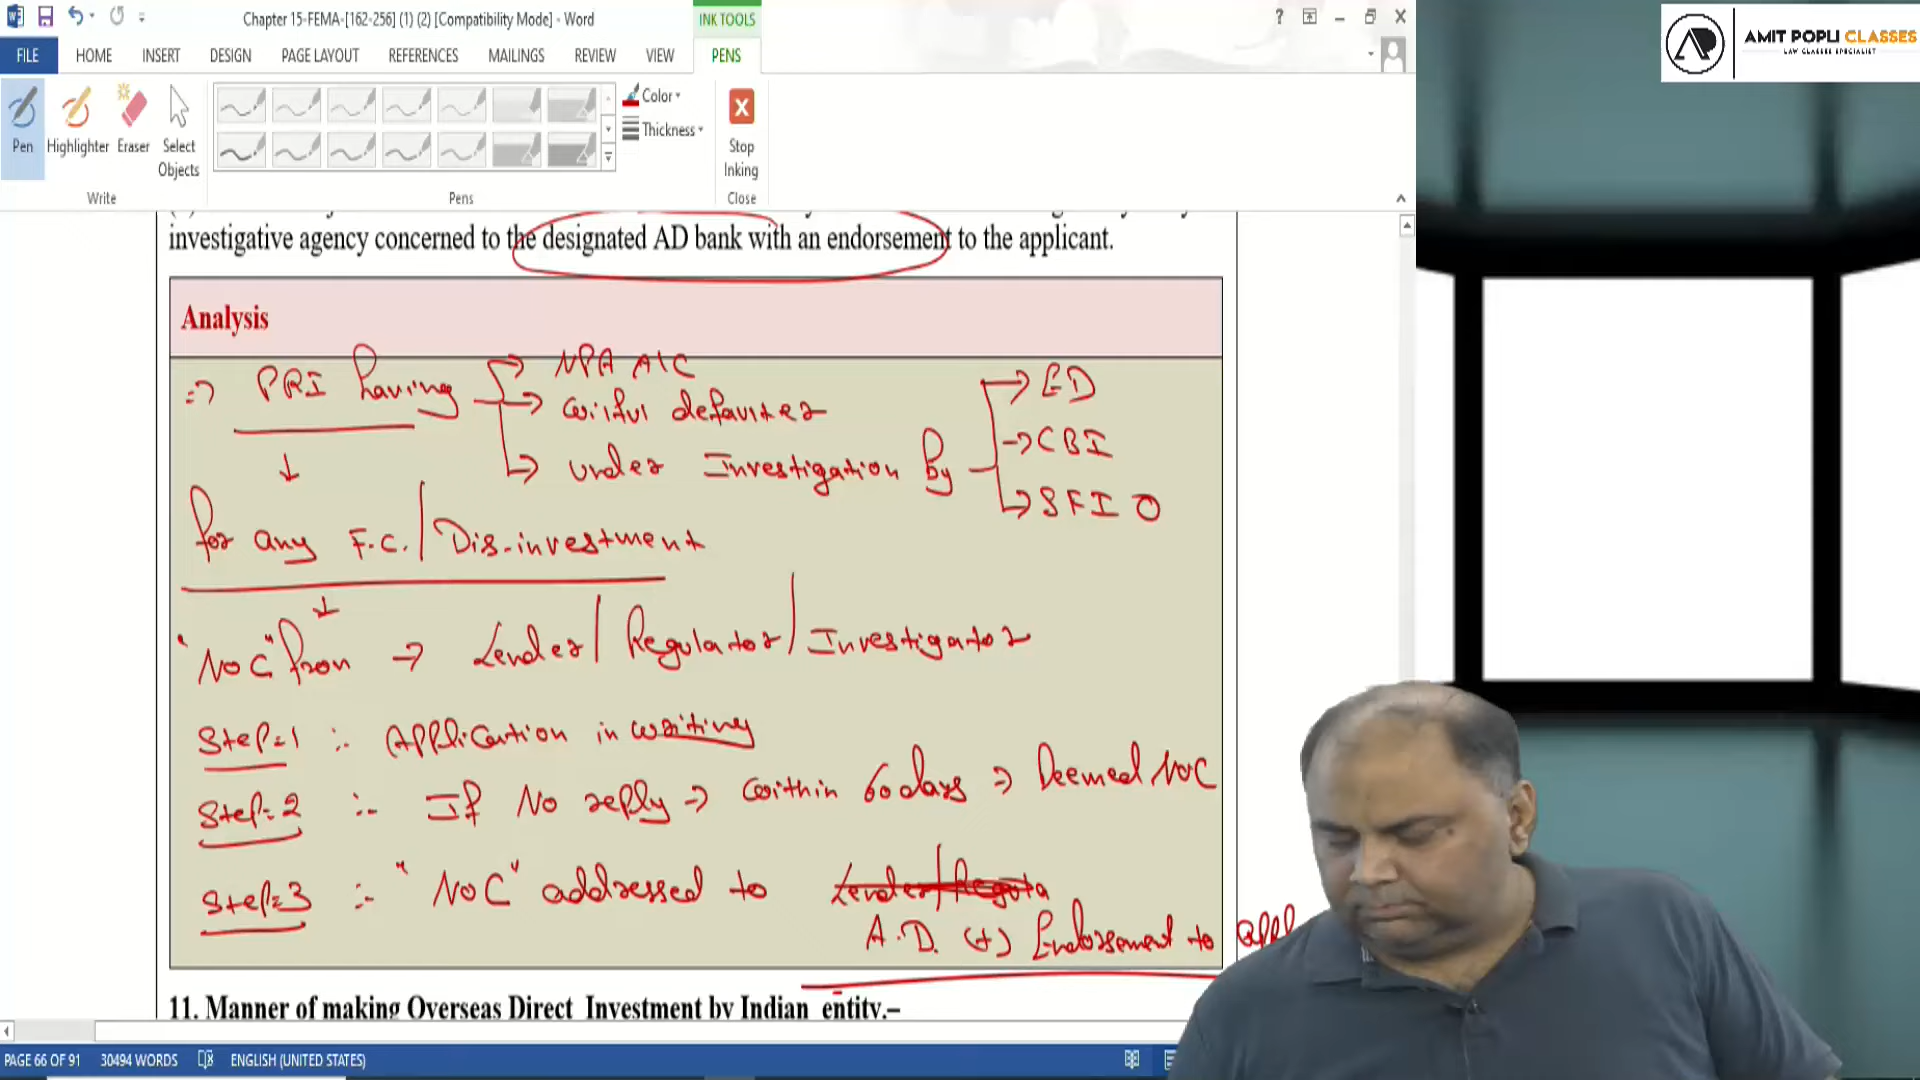 Chapter 15-FEMA-[162-256] (1) (2) [Compatibility Mode] - Word
INK TOOLS
AMIT POPLI CLASSES
LAW CLASSES SPECIALIST
FILE HOME INSERT DESIGN PAGE LAYOUT REFERENCES MAILINGS REVIEW VIEW PENS
Pen Highlighter Eraser Select Objects
Color
Thickness
Stop Inking
Write Pens Close
investigative agency concerned to the designated AD bank with an endorsement to the applicant.
Analysis
=> PRI having → NPA A/C
→ wilful defaulter
→ under Investigation by → ED
→ CBI
→ SFIO
for any F.C./Dis-investment
"NOC" from → Lender/Regulator/Investigator
Step=1 :- Application in writing
Step=2 :- If No reply → within 60 days ⇒ Deemed NOC
Step=3 :- "NOC" addressed to Lender/Regula
A.D. (+) Endorsement to appl
11. Manner of making Overseas Direct Investment by Indian entity.–
PAGE 66 OF 91 30494 WORDS ENGLISH (UNITED STATES)